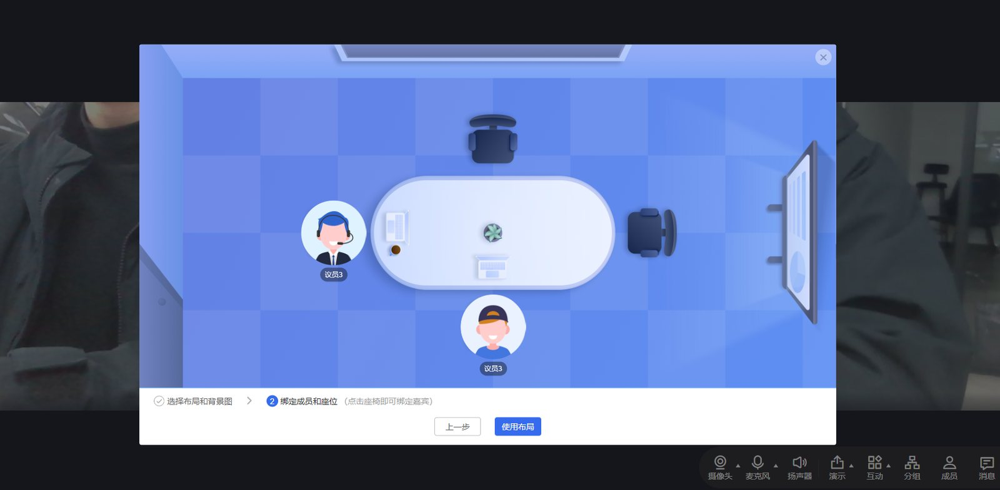 议员3
议员3
选择布局和背景图
2 绑定成员和座位 (点击座椅即可绑定嘉宾)
上一步
使用布局
摄像头
麦克风
扬声器
演示
互动
分组
成员
消息